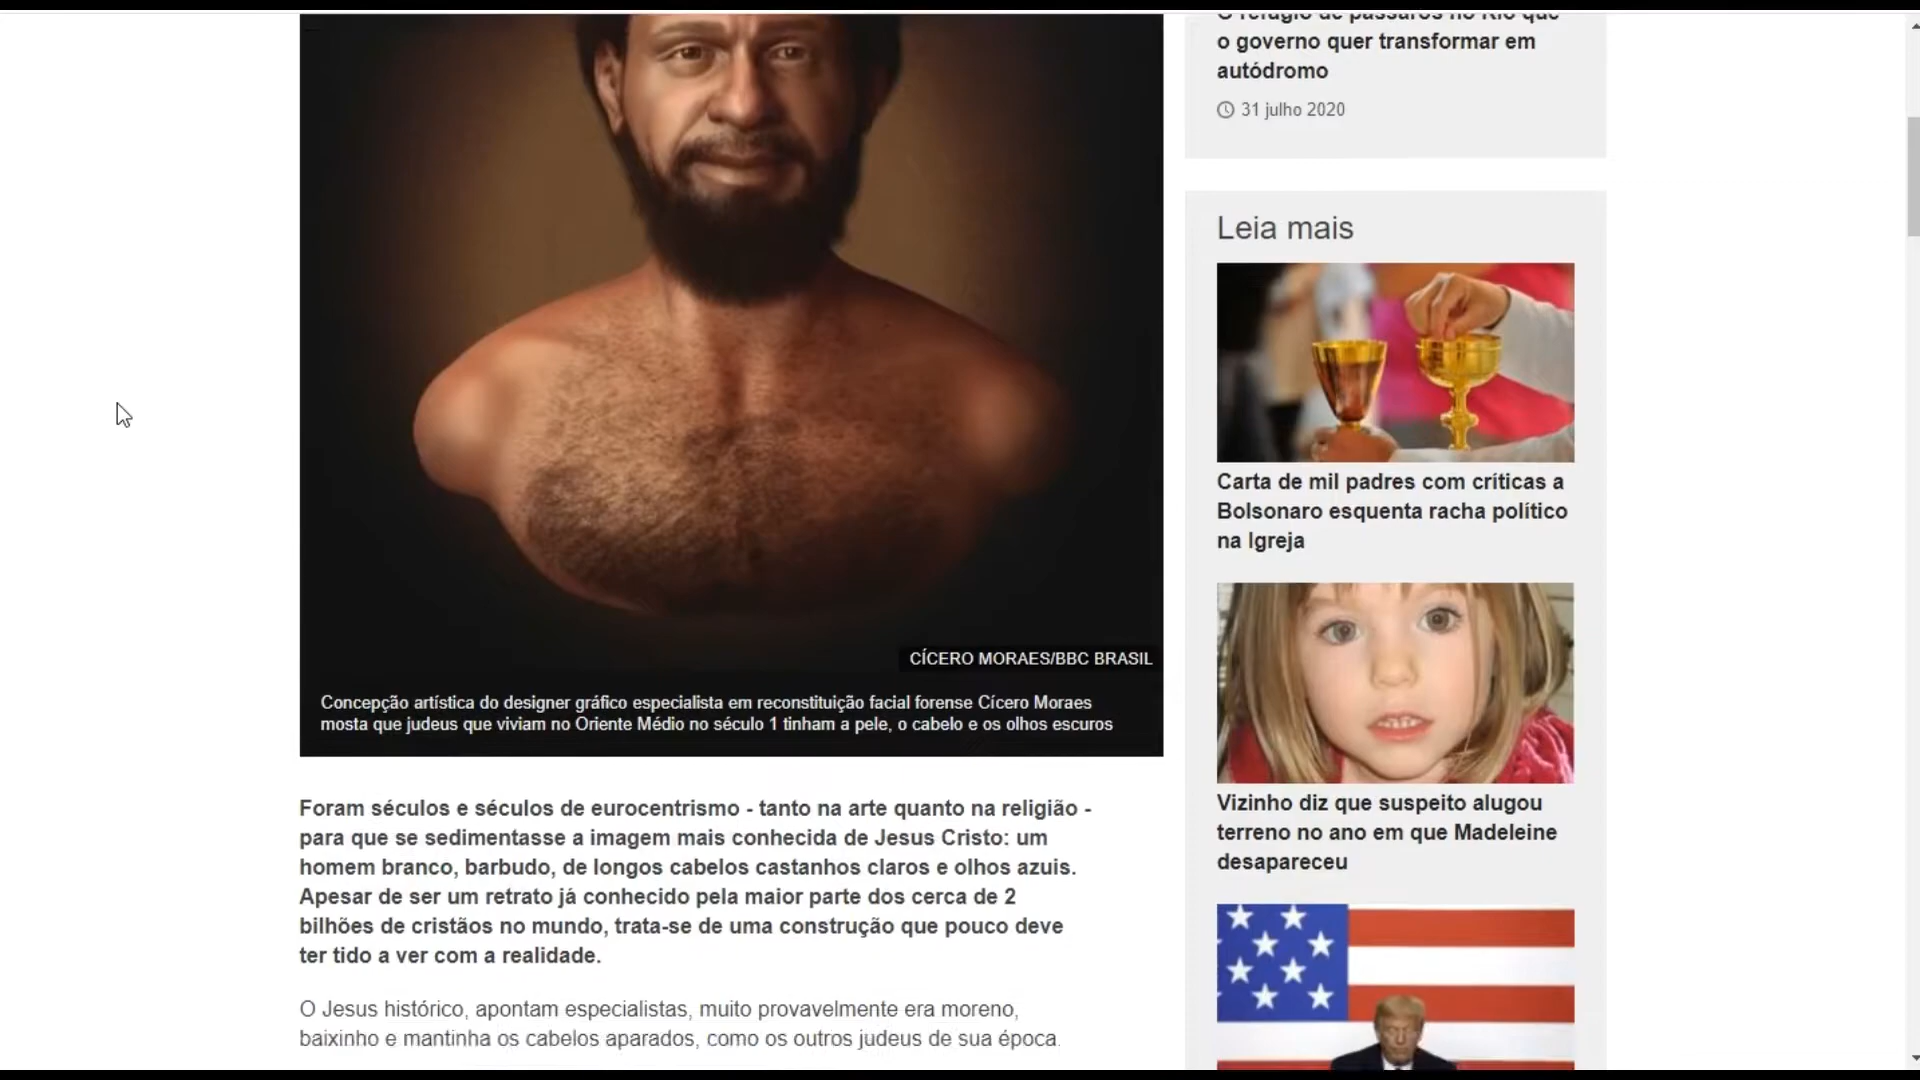 O refúgio de pássaros no Rio que
o governo quer transformar em
autódromo
31 julho 2020
Leia mais
Carta de mil padres com críticas a
Bolsonaro esquenta racha político
na Igreja
Vizinho diz que suspeito alugou
terreno no ano em que Madeleine
desapareceu
CÍCERO MORAES/BBC BRASIL
Concepção artística do designer gráfico especialista em reconstituição facial forense Cícero Moraes
mosta que judeus que viviam no Oriente Médio no século 1 tinham a pele, o cabelo e os olhos escuros
Foram séculos e séculos de eurocentrismo - tanto na arte quanto na religião -
para que se sedimentasse a imagem mais conhecida de Jesus Cristo: um
homem branco, barbudo, de longos cabelos castanhos claros e olhos azuis.
Apesar de ser um retrato já conhecido pela maior parte dos cerca de 2
bilhões de cristãos no mundo, trata-se de uma construção que pouco deve
ter tido a ver com a realidade.
O Jesus histórico, apontam especialistas, muito provavelmente era moreno,
baixinho e mantinha os cabelos aparados, como os outros judeus de sua época.